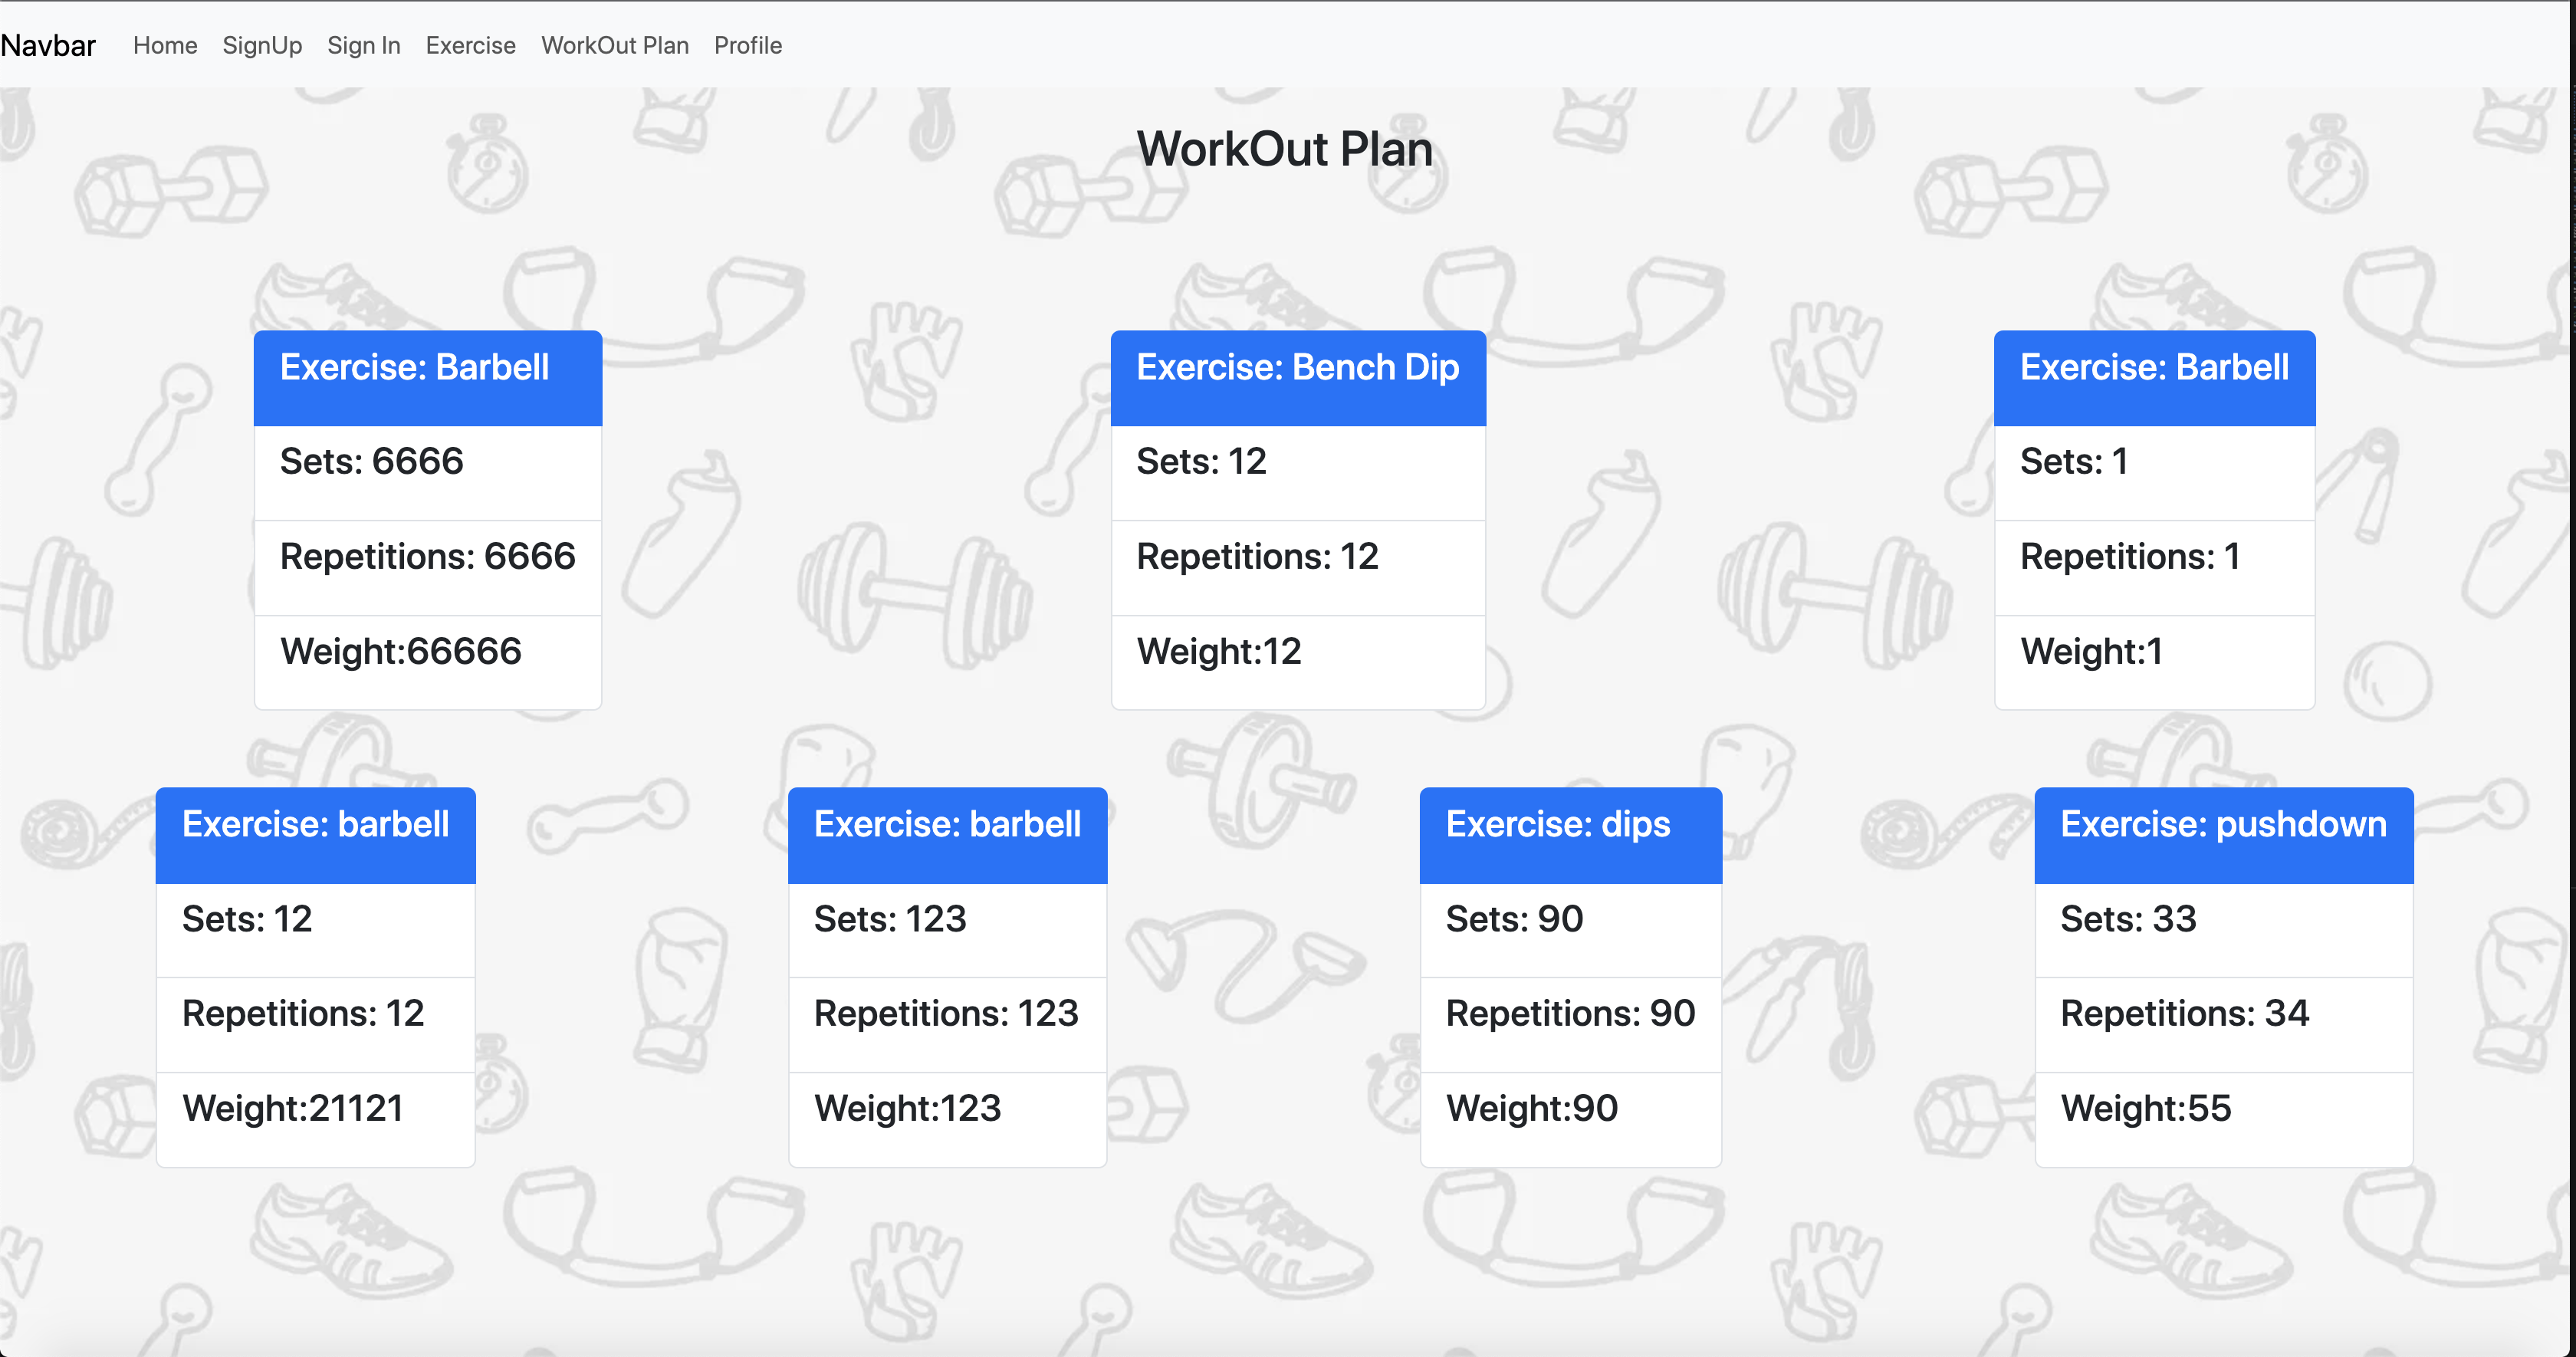 Navbar Home SignUp Sign In Exercise WorkOut Plan Profile
WorkOut Plan
Exercise: Barbell
Sets: 6666
Repetitions: 6666
Weight:66666
Exercise: Bench Dip
Sets: 12
Repetitions: 12
Weight:12
Exercise: Barbell
Sets: 1
Repetitions: 1
Weight:1
Exercise: barbell
Sets: 12
Repetitions: 12
Weight:21121
Exercise: barbell
Sets: 123
Repetitions: 123
Weight:123
Exercise: dips
Sets: 90
Repetitions: 90
Weight:90
Exercise: pushdown
Sets: 33
Repetitions: 34
Weight:55